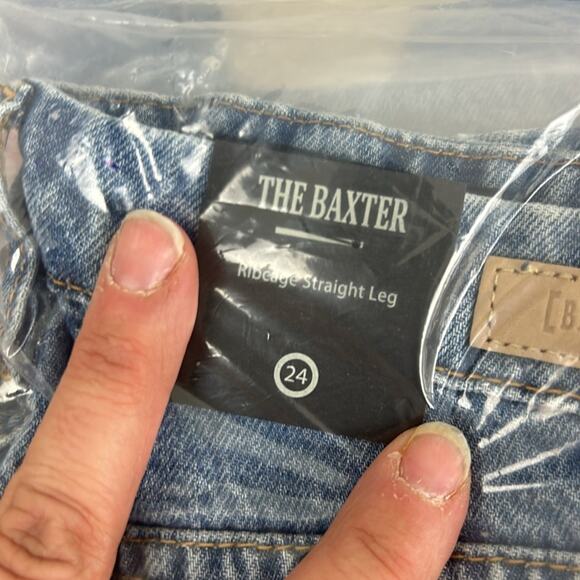 THE BAXTER
Ribcage Straight Leg
24
[B